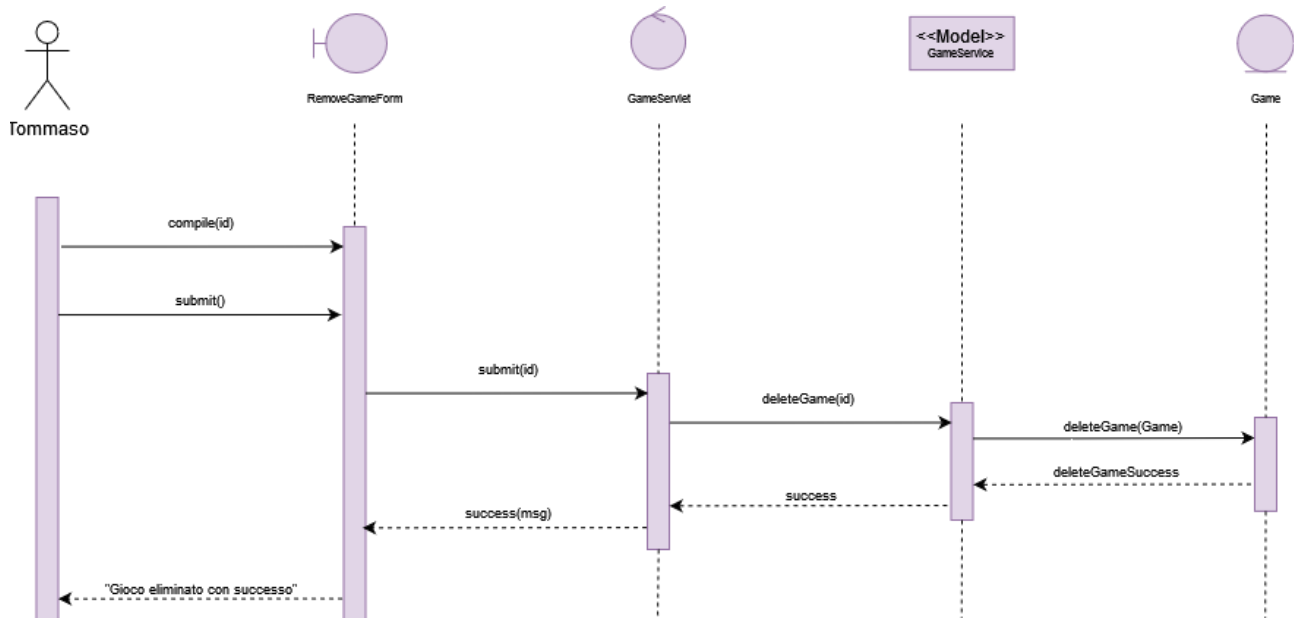 <<Model>>
GameService
RemoveGameForm
GameServlet
Game
Tommaso
compile(id)
submit()
submit(id)
deleteGame(id)
deleteGame(Game)
deleteGameSuccess
success
success(msg)
"Gioco eliminato con successo"